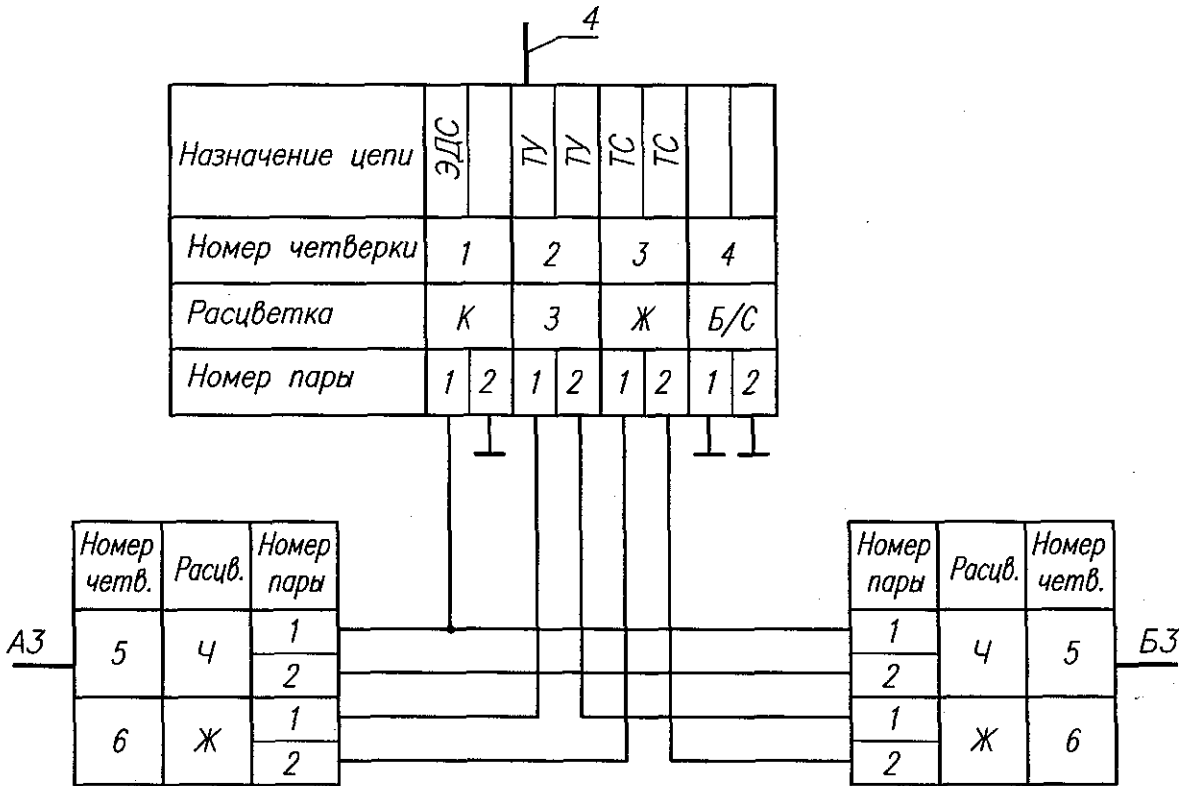 4
Назначение цепи ЭДС ТУ ТУ ТС ТС
Номер четверки 1 2 3 4
Расцветка К З Ж Б/С
Номер пары 1 2 1 2 1 2 1 2
Номер четв. Расцв. Номер пары
А3
5 Ч 1
2
6 Ж 1
2
Номер пары Расцв. Номер четв.
1 Ч 5
2
1 Ж 6
2
Б3